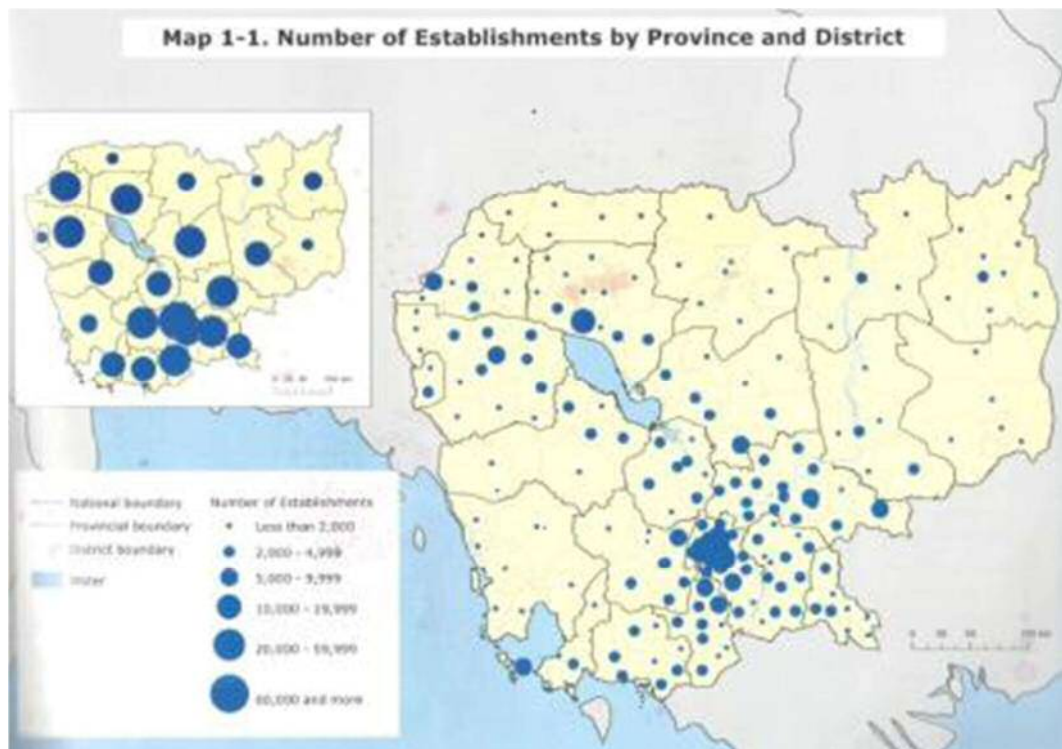 Map 1-1. Number of Establishments by Province and District
National boundary
Provincial boundary
District boundary
Water
Number of Establishments
Less than 2,000
2,000 - 4,999
5,000 - 9,999
10,000 - 19,999
20,000 - 59,999
60,000 and more